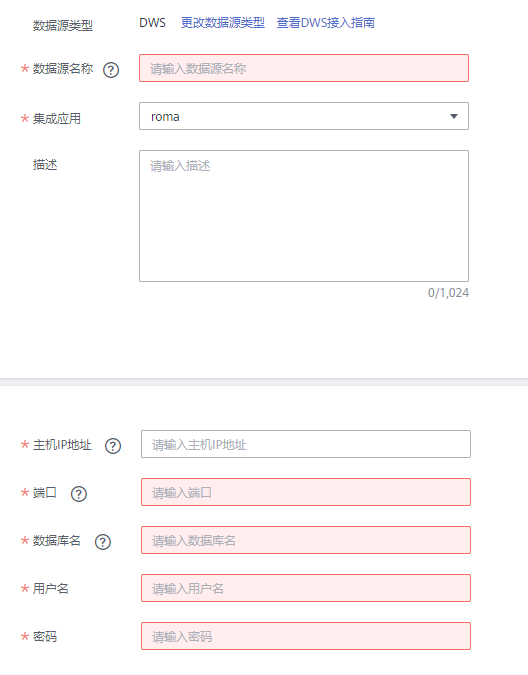 数据源类型 DWS 更改数据源类型 查看DWS接入指南
* 数据源名称 ? 请输入数据源名称
* 集成应用 roma
描述 请输入描述
0/1,024
* 主机IP地址 ? 请输入主机IP地址
* 端口 ? 请输入端口
* 数据库名 ? 请输入数据库名
* 用户名 请输入用户名
* 密码 请输入密码